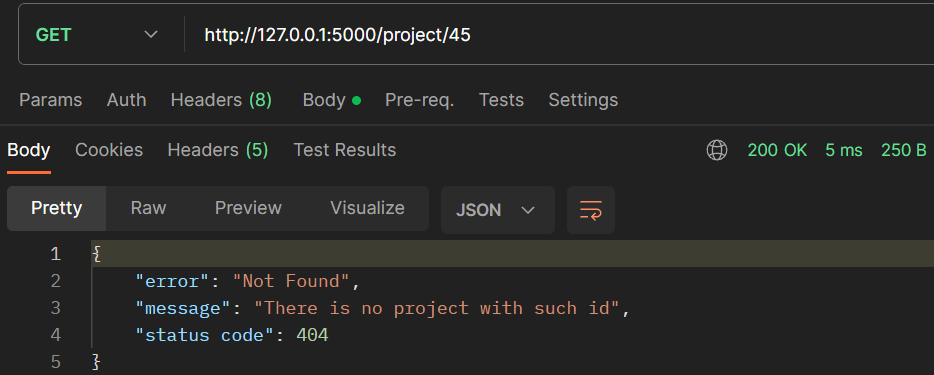 GET http://127.0.0.1:5000/project/45
Params Auth Headers (8) Body Pre-req. Tests Settings
Body Cookies Headers (5) Test Results 200 OK 5 ms 250 B
Pretty Raw Preview Visualize JSON
1 {
2 "error": "Not Found",
3 "message": "There is no project with such id",
4 "status code": 404
5 }